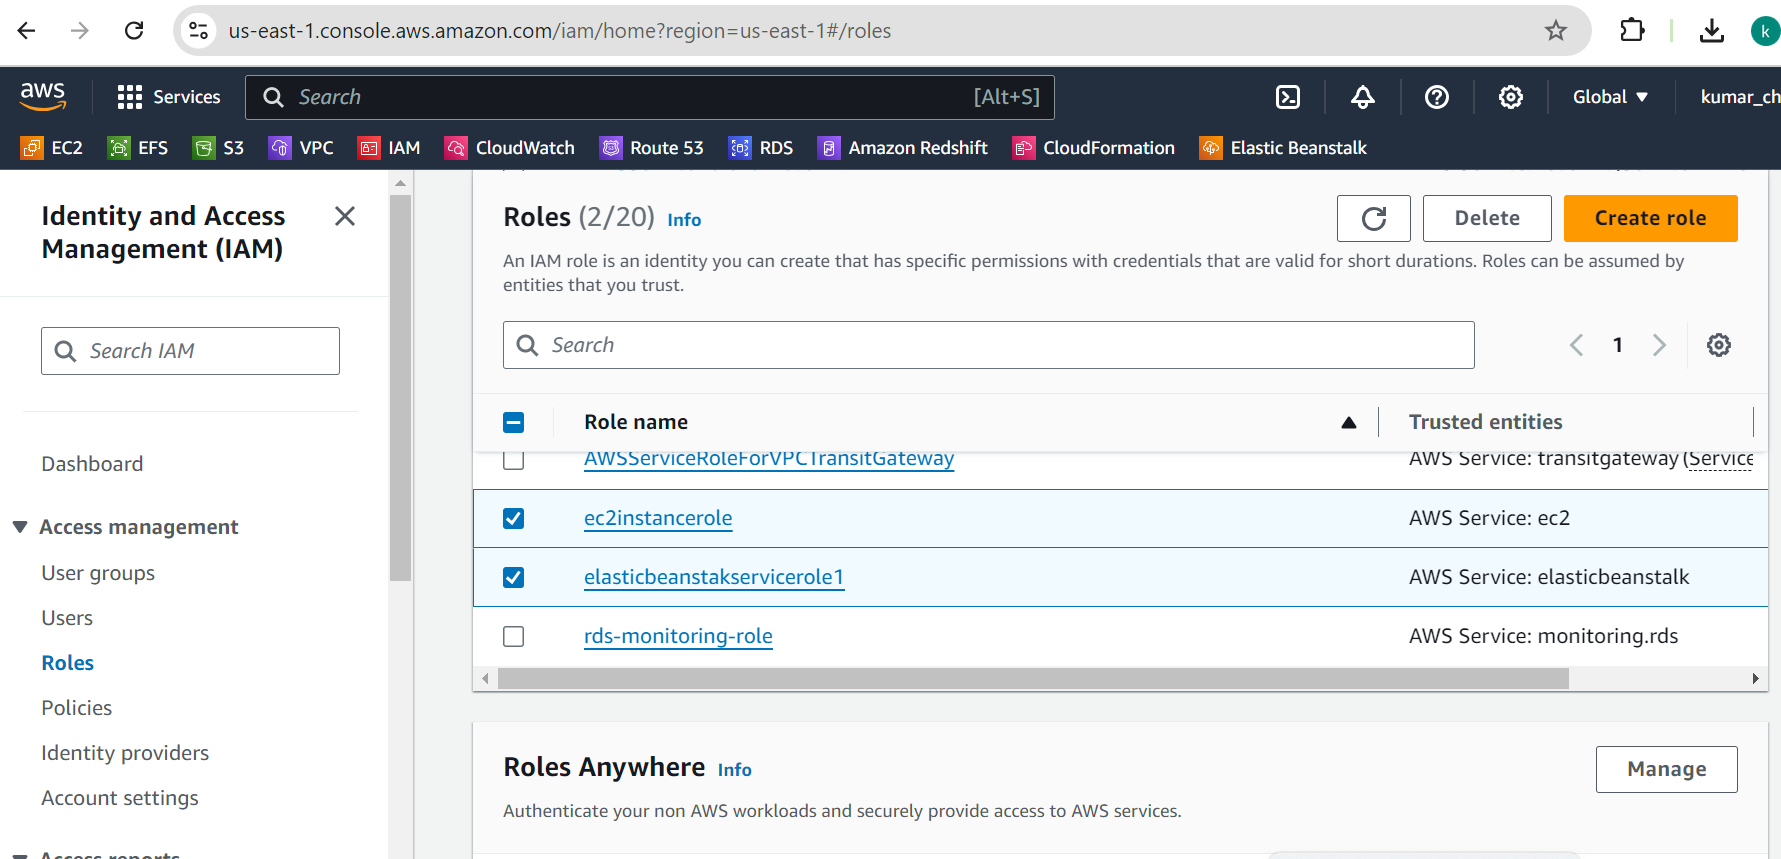 us-east-1.console.aws.amazon.com/iam/home?region=us-east-1#/roles
k
aws
Services
Search
[Alt+S]
Global
kumar_ch
EC2
EFS
S3
VPC
IAM
CloudWatch
Route 53
RDS
Amazon Redshift
CloudFormation
Elastic Beanstalk
Identity and Access
Management (IAM)
Search IAM
Dashboard
Access management
User groups
Users
Roles
Policies
Identity providers
Account settings
Access reports
Roles (2/20) Info
Delete
Create role
An IAM role is an identity you can create that has specific permissions with credentials that are valid for short durations. Roles can be assumed by
entities that you trust.
Search
1
Role name
Trusted entities
AWSServiceRoleForVPCTransitGateway
AWS Service: transitgateway (Service
ec2instancerole
AWS Service: ec2
elasticbeanstakservicerole1
AWS Service: elasticbeanstalk
rds-monitoring-role
AWS Service: monitoring.rds
Roles Anywhere Info
Manage
Authenticate your non AWS workloads and securely provide access to AWS services.